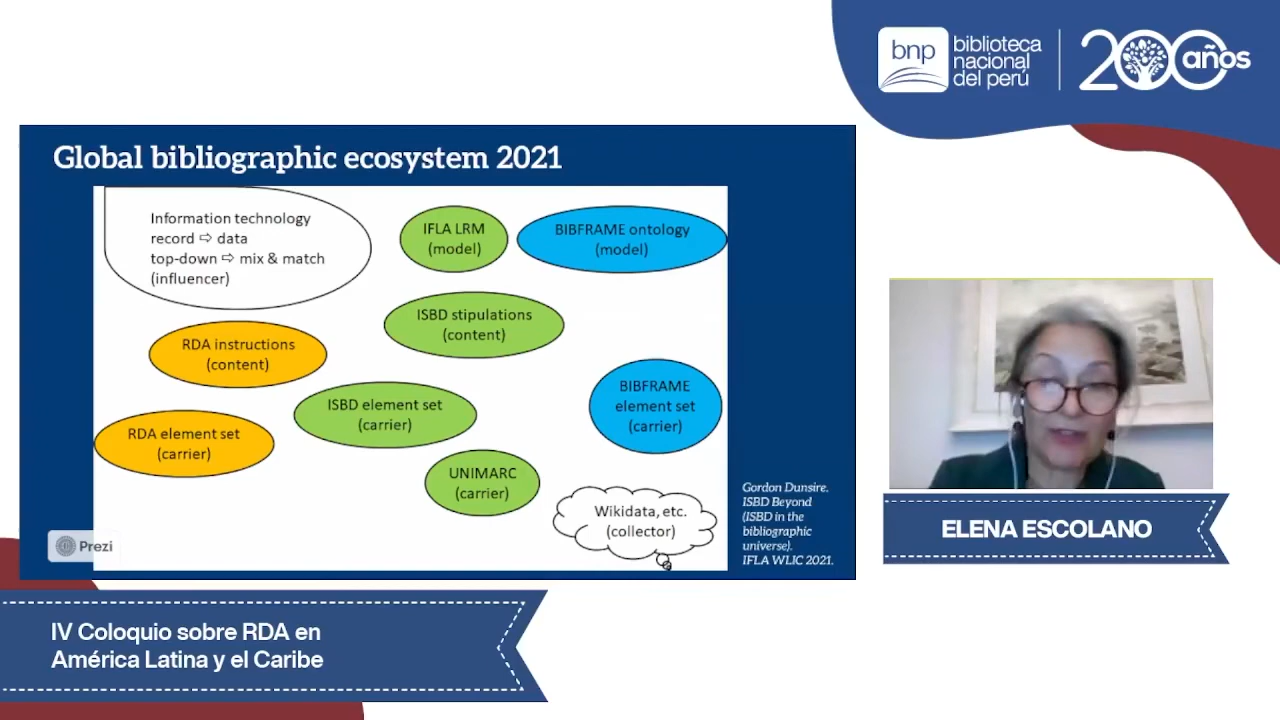 bnp
biblioteca
nacional
del perú
200 años
Global bibliographic ecosystem 2021
Information technology
record ⇨ data
top-down ⇨ mix & match
(influencer)
IFLA LRM
(model)
BIBFRAME ontology
(model)
ISBD stipulations
(content)
RDA instructions
(content)
BIBFRAME
element set
(carrier)
ISBD element set
(carrier)
RDA element set
(carrier)
UNIMARC
(carrier)
Wikidata, etc.
(collector)
Gordon Dunsire.
ISBD Beyond
(ISBD in the
bibliographic
universe).
IFLA WLIC 2021.
Prezi
ELENA ESCOLANO
IV Coloquio sobre RDA en
América Latina y el Caribe